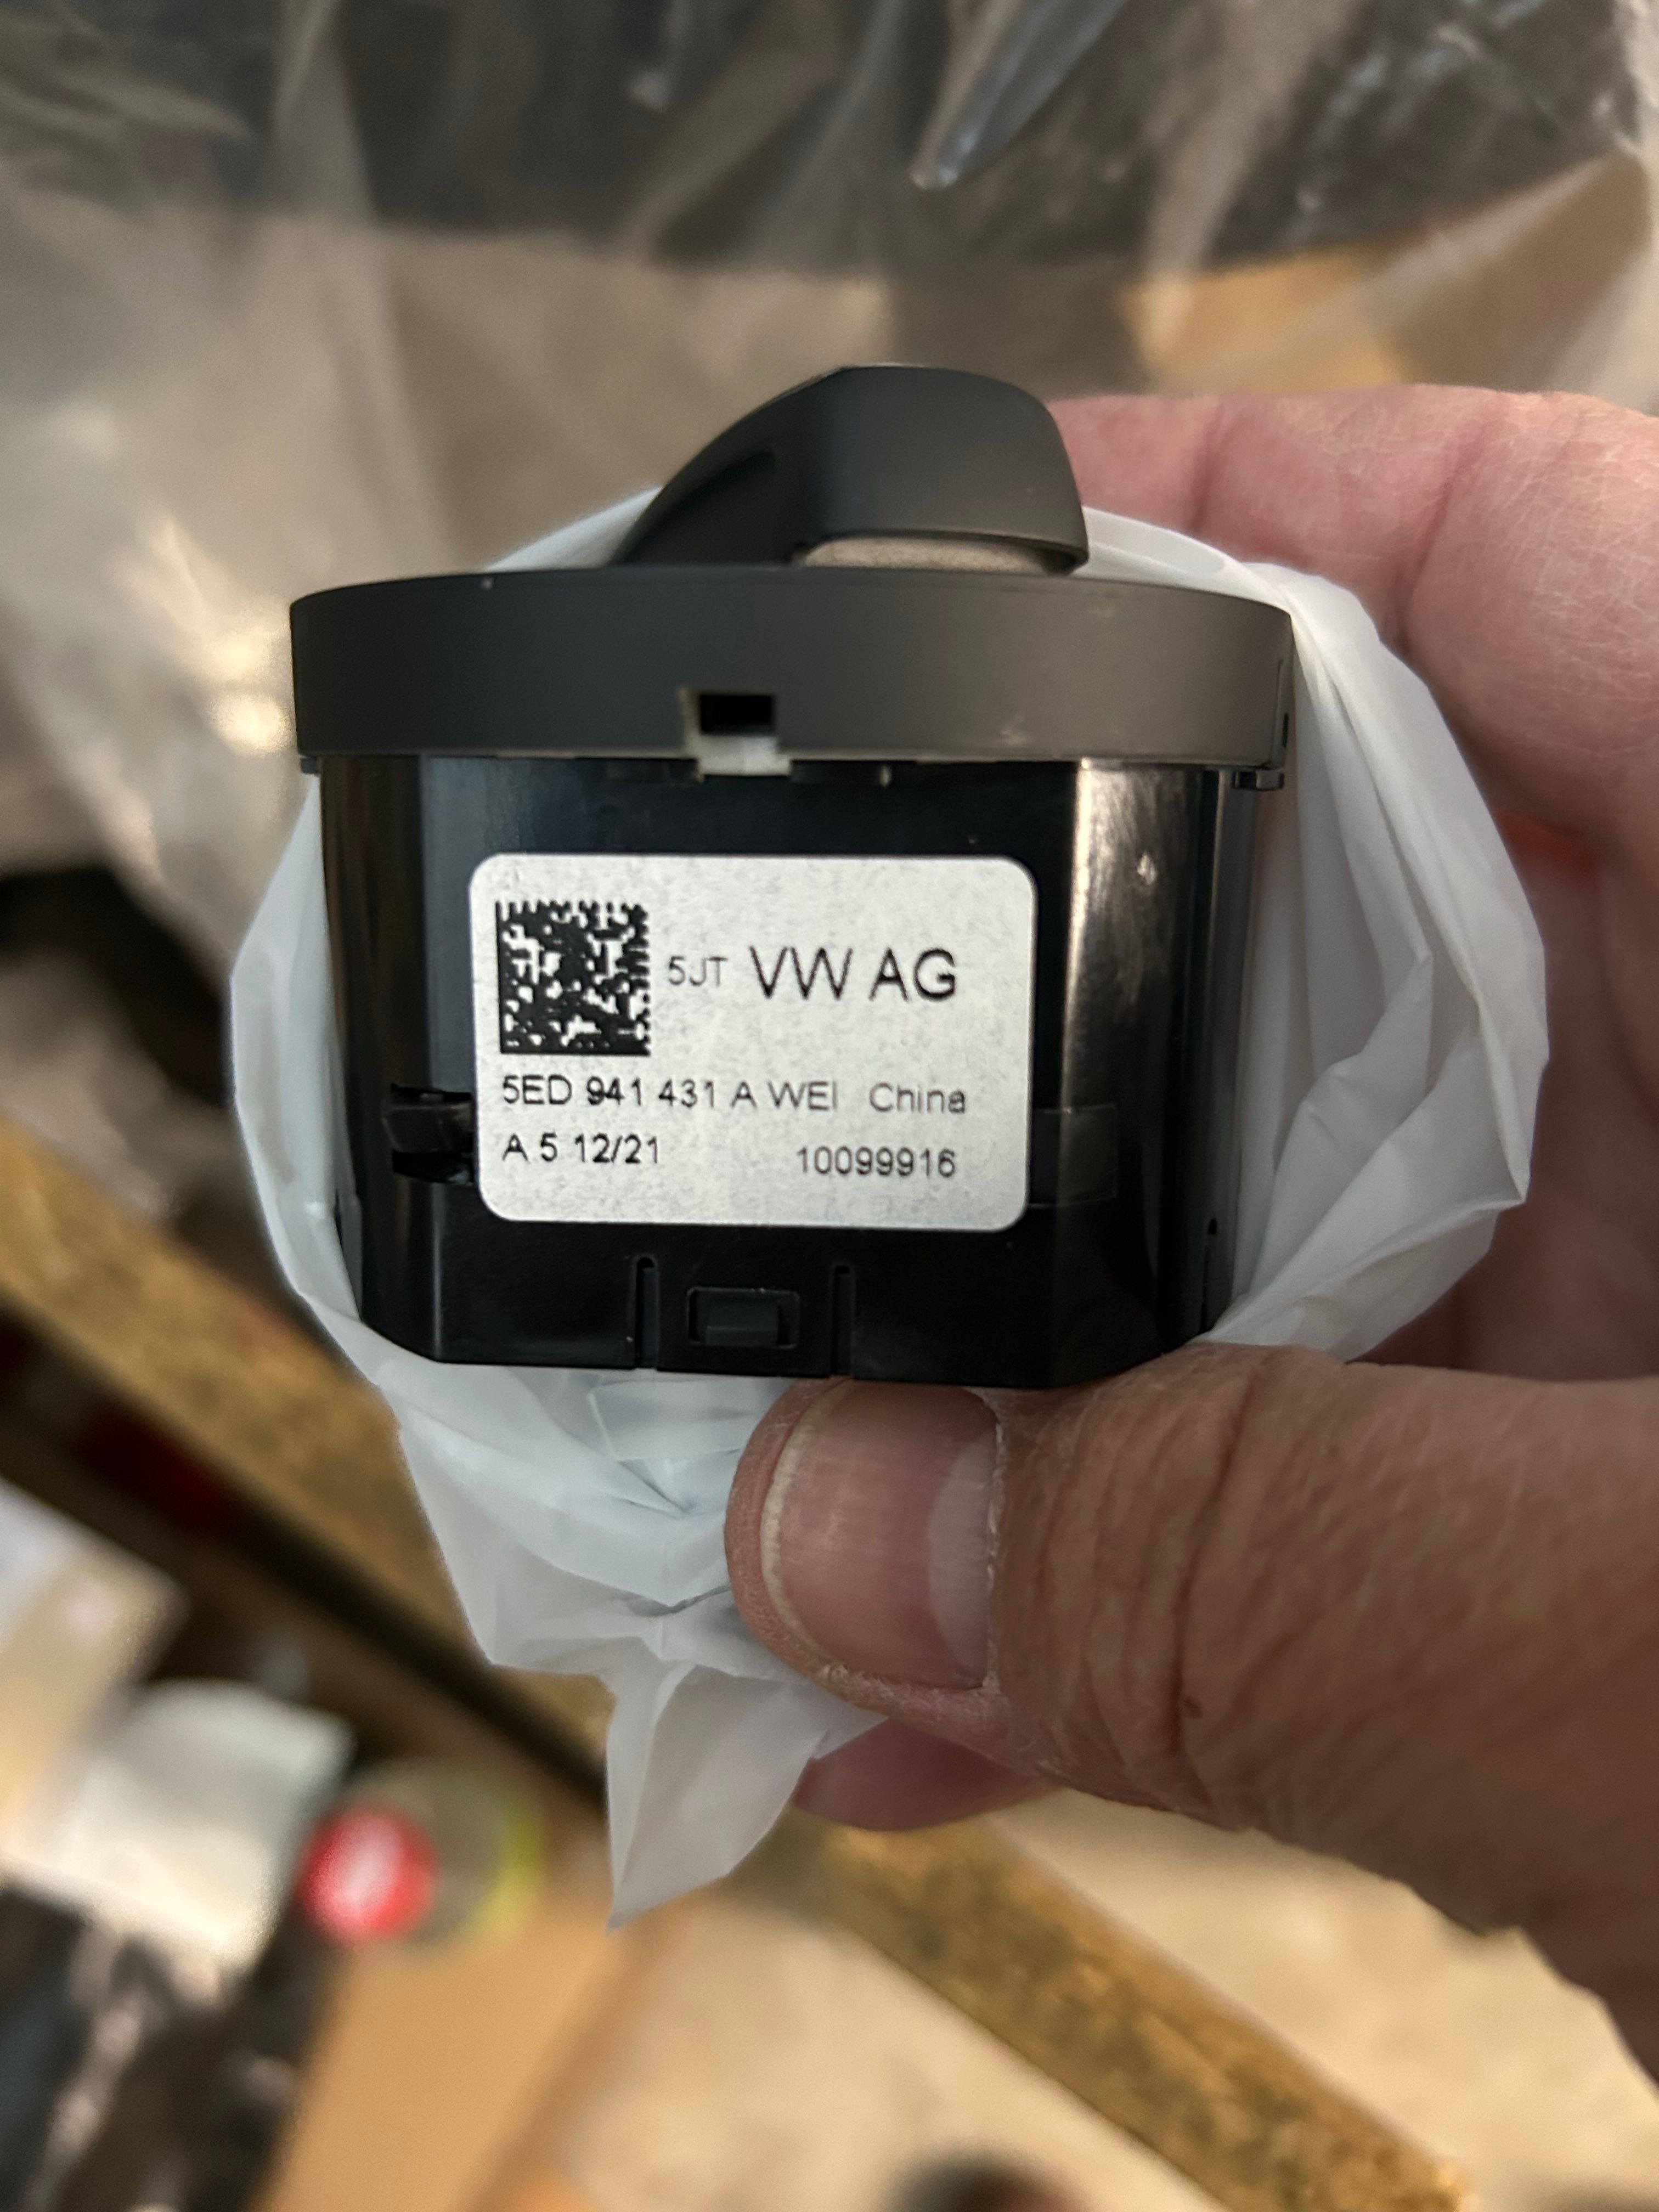 5JT VW AG
5ED 941 431 A WEI China
A 5 12/21 10099916